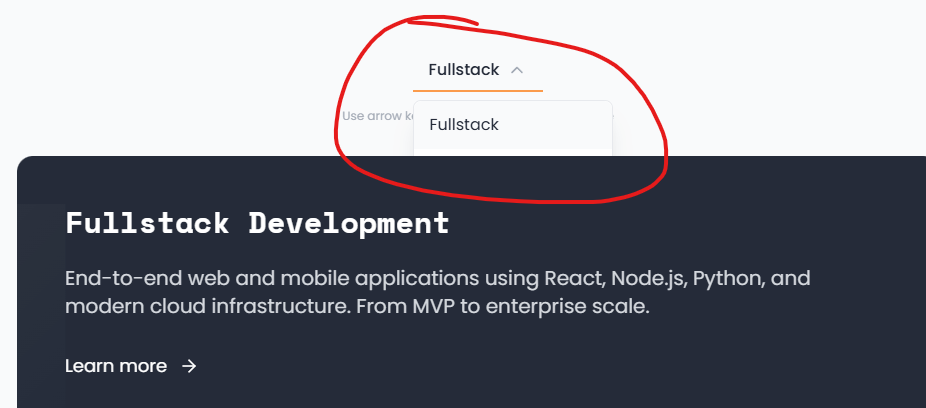 Fullstack
Use arrow
Fullstack
Fullstack Development
End-to-end web and mobile applications using React, Node.js, Python, and
modern cloud infrastructure. From MVP to enterprise scale.
Learn more